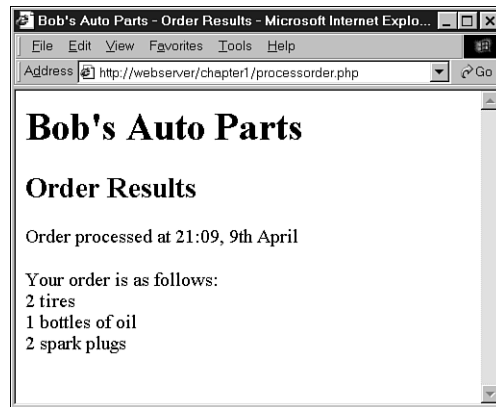 Bob's Auto Parts - Order Results - Microsoft Internet Explo...
File Edit View Favorites Tools Help
Address http://webserver/chapter1/processorder.php Go
Bob's Auto Parts
Order Results
Order processed at 21:09, 9th April
Your order is as follows:
2 tires
1 bottles of oil
2 spark plugs